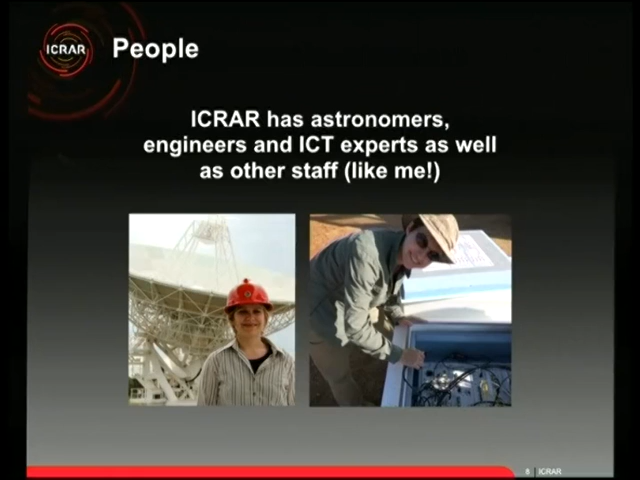 ICRAR
People
ICRAR has astronomers,
engineers and ICT experts as well
as other staff (like me!)
8 | ICRAR